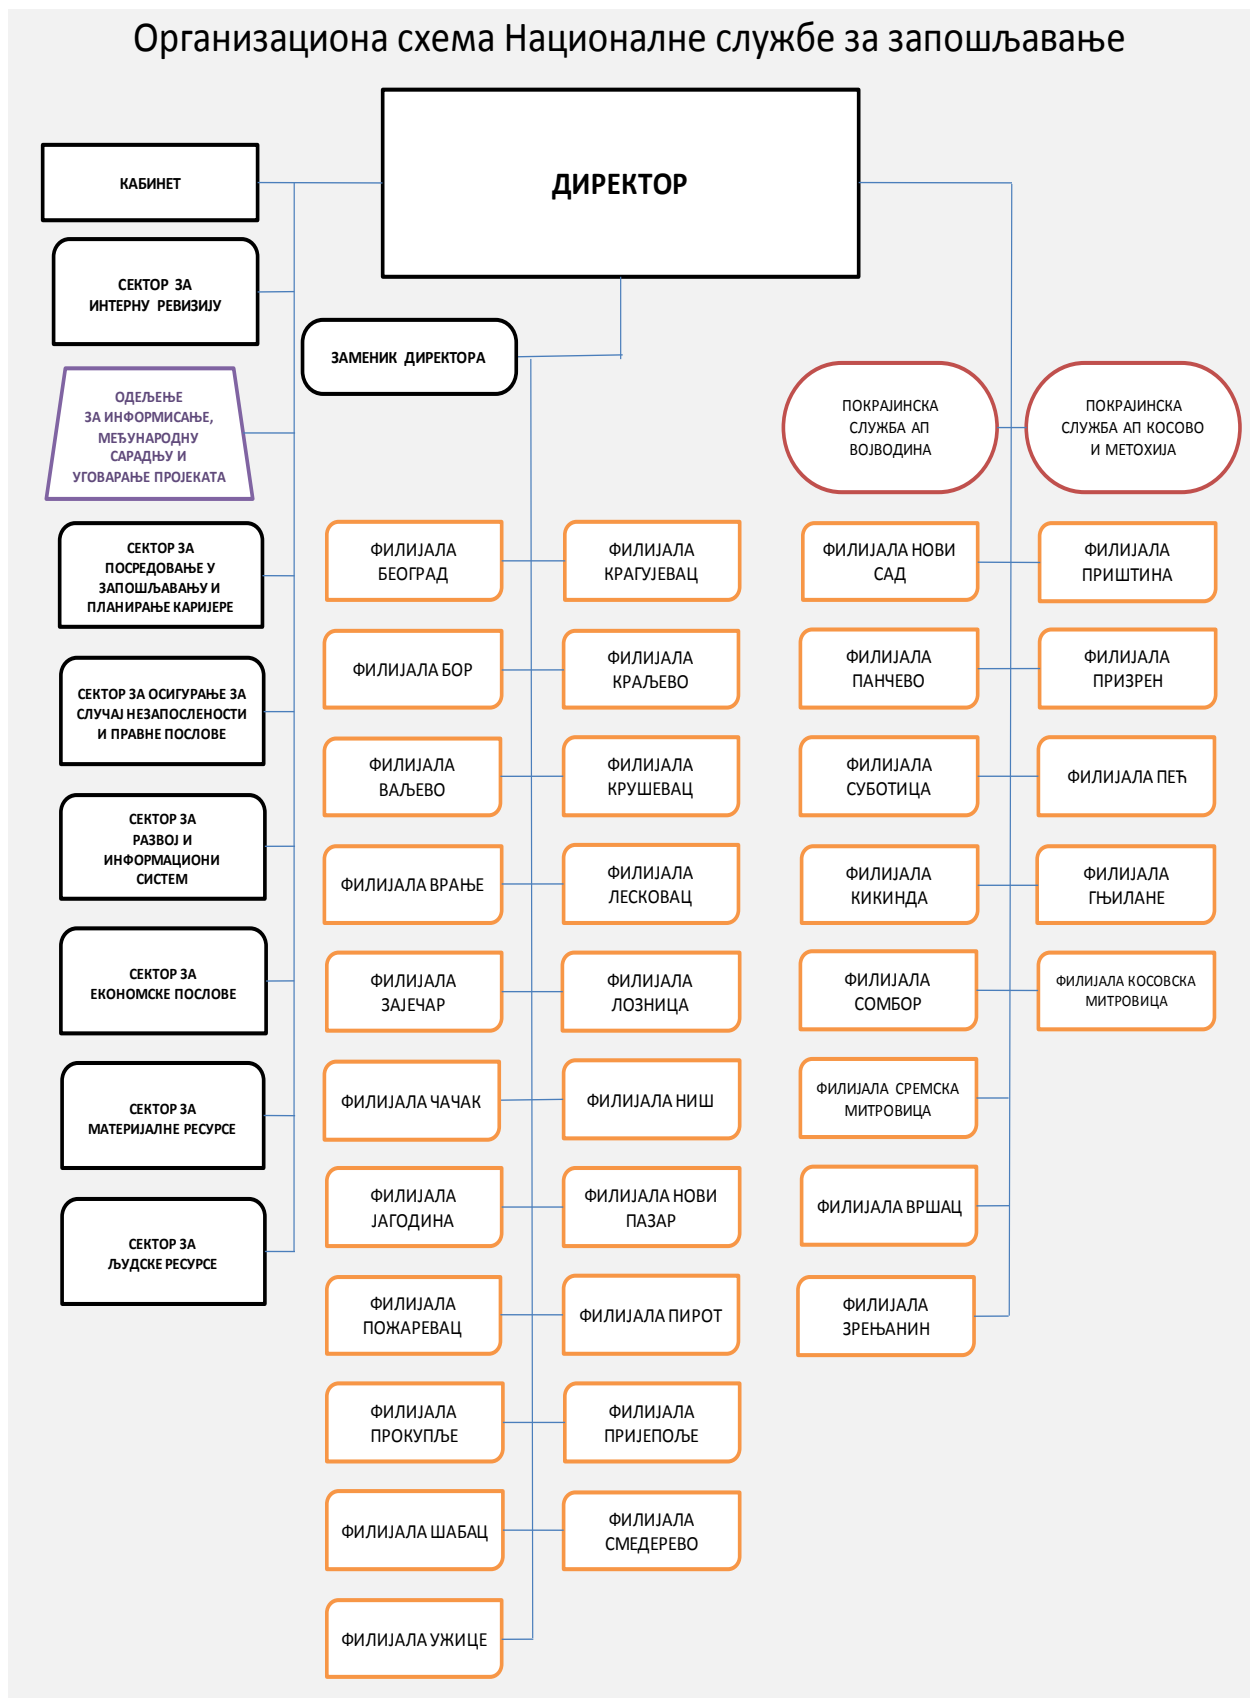 Организациона схема Националне службе за запошљавање
ДИРЕКТОР
КАБИНЕТ
СЕКТОР ЗА
ИНТЕРНУ РЕВИЗИЈУ
ЗАМЕНИК ДИРЕКТОРА
ОДЕЉЕЊЕ
ЗА ИНФОРМИСАЊЕ,
МЕЂУНАРОДНУ
САРАДЊУ И
УГОВАРАЊЕ ПРОЈЕКАТА
СЕКТОР ЗА
ПОСРЕДОВАЊЕ У
ЗАПОШЉАВАЊУ И
ПЛАНИРАЊЕ КАРИЈЕРЕ
СЕКТОР ЗА ОСИГУРАЊЕ ЗА
СЛУЧАЈ НЕЗАПОСЛЕНОСТИ
И ПРАВНЕ ПОСЛОВЕ
СЕКТОР ЗА
РАЗВОЈ И
ИНФОРМАЦИОНИ
СИСТЕМ
СЕКТОР ЗА
ЕКОНОМСКЕ ПОСЛОВЕ
СЕКТОР ЗА
МАТЕРИЈАЛНЕ РЕСУРСЕ
СЕКТОР ЗА
ЉУДСКЕ РЕСУРСЕ
ФИЛИЈАЛА
БЕОГРАД
ФИЛИЈАЛА БОР
ФИЛИЈАЛА
ВАЉЕВО
ФИЛИЈАЛА ВРАЊЕ
ФИЛИЈАЛА
ЗАЈЕЧАР
ФИЛИЈАЛА ЧАЧАК
ФИЛИЈАЛА
ЈАГОДИНА
ФИЛИЈАЛА
ПОЖАРЕВАЦ
ФИЛИЈАЛА
ПРОКУПЉЕ
ФИЛИЈАЛА ШАБАЦ
ФИЛИЈАЛА УЖИЦЕ
ФИЛИЈАЛА
КРАГУЈЕВАЦ
ФИЛИЈАЛА
КРАЉЕВО
ФИЛИЈАЛА
КРУШЕВАЦ
ФИЛИЈАЛА
ЛЕСКОВАЦ
ФИЛИЈАЛА
ЛОЗНИЦА
ФИЛИЈАЛА НИШ
ФИЛИЈАЛА НОВИ
ПАЗАР
ФИЛИЈАЛА ПИРОТ
ФИЛИЈАЛА
ПРИЈЕПОЉЕ
ФИЛИЈАЛА
СМЕДЕРЕВО
ПОКРАЈИНСКА
СЛУЖБА АП
ВОЈВОДИНА
ФИЛИЈАЛА НОВИ
САД
ФИЛИЈАЛА
ПАНЧЕВО
ФИЛИЈАЛА
СУБОТИЦА
ФИЛИЈАЛА
КИКИНДА
ФИЛИЈАЛА
СОМБОР
ФИЛИЈАЛА СРЕМСКА
МИТРОВИЦА
ФИЛИЈАЛА ВРШАЦ
ФИЛИЈАЛА
ЗРЕЊАНИН
ПОКРАЈИНСКА
СЛУЖБА АП КОСОВО
И МЕТОХИЈА
ФИЛИЈАЛА
ПРИШТИНА
ФИЛИЈАЛА
ПРИЗРЕН
ФИЛИЈАЛА ПЕЋ
ФИЛИЈАЛА
ГЊИЛАНЕ
ФИЛИЈАЛА КОСОВСКА
МИТРОВИЦА